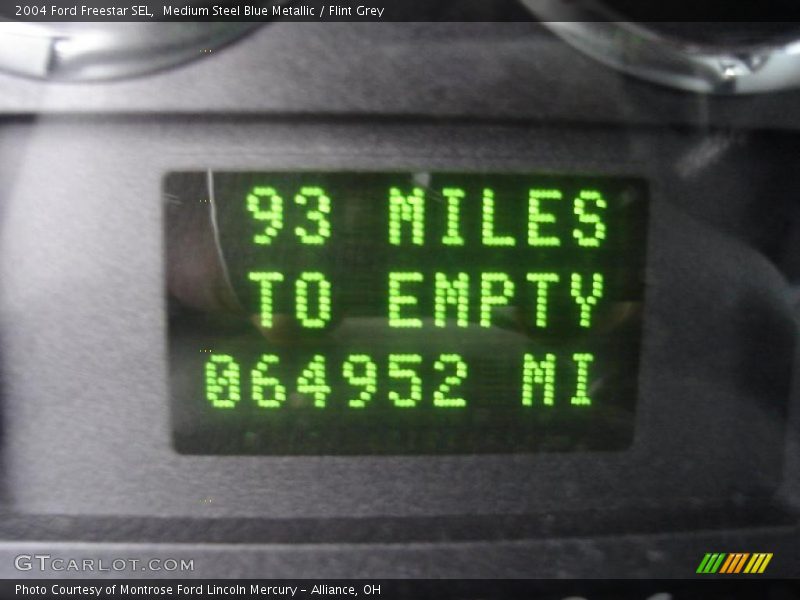 2004 Ford Freestar SEL,  Medium Steel Blue Metallic / Flint Grey
93 MILES
TO EMPTY
064952 MI
GTCARLOT.COM
Photo Courtesy of Montrose Ford Lincoln Mercury - Alliance, OH